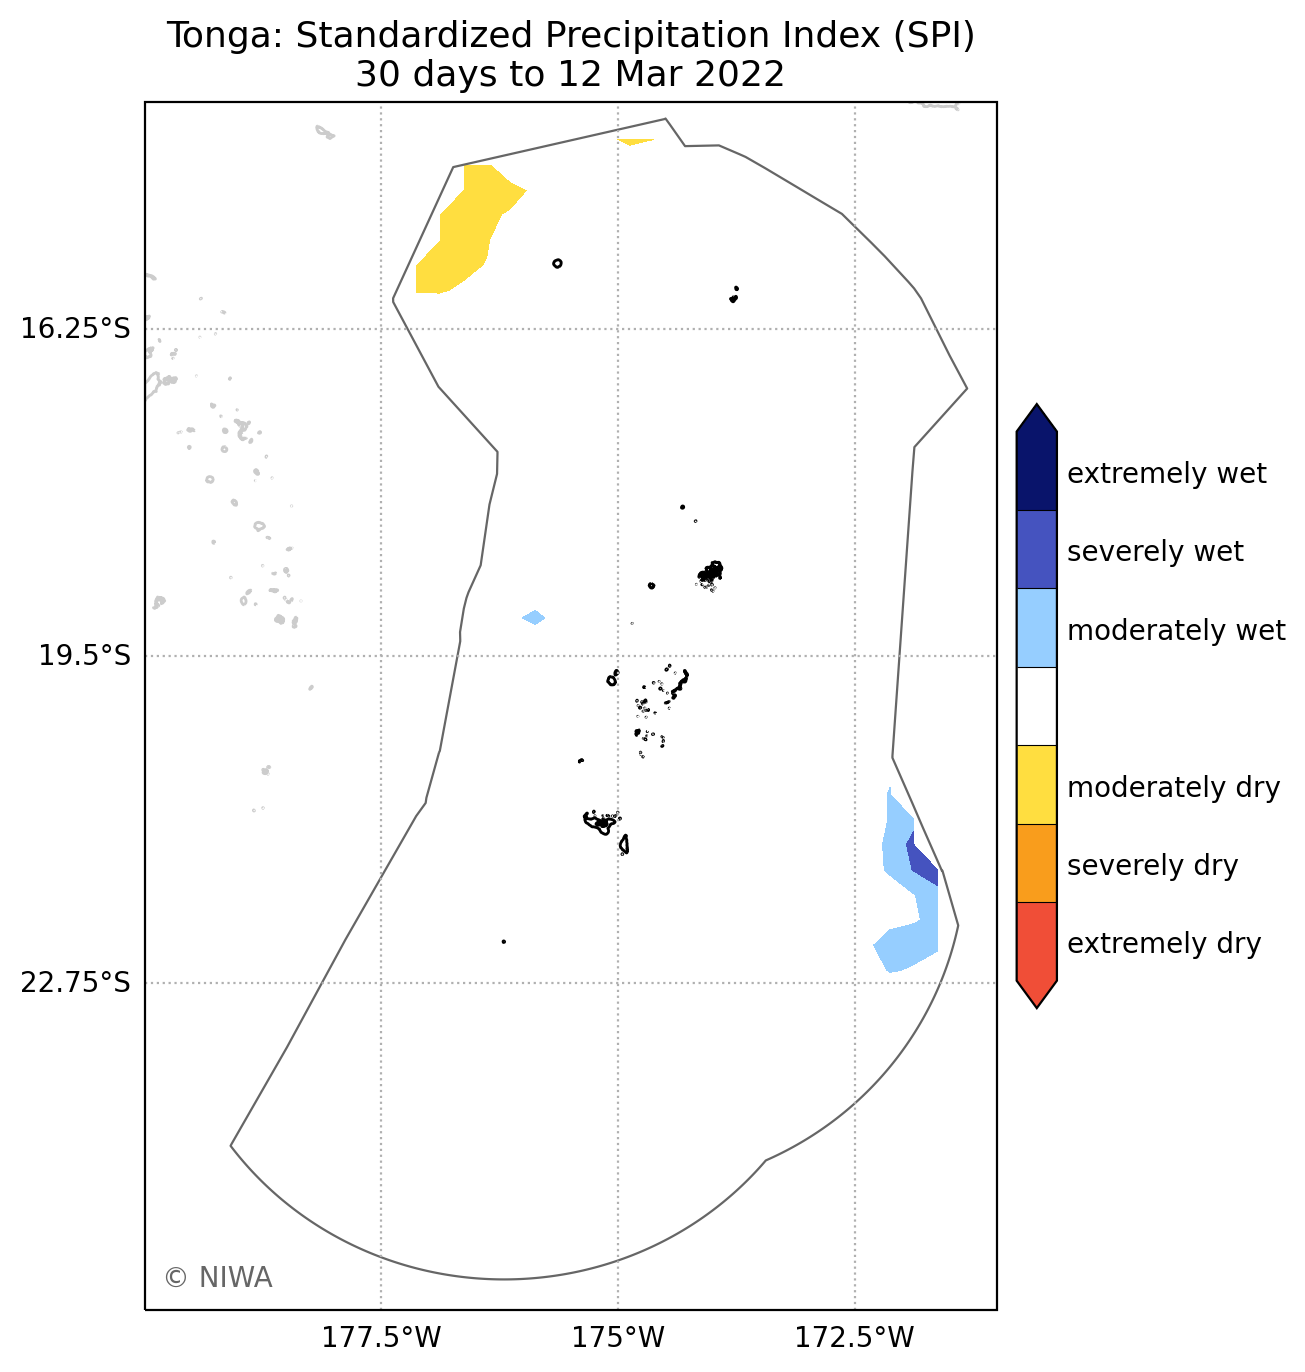 Tonga: Standardized Precipitation Index (SPI)
30 days to 12 Mar 2022
16.25°S
19.5°S
22.75°S
177.5°W
175°W
172.5°W
extremely wet
severely wet
moderately wet
moderately dry
severely dry
extremely dry
© NIWA